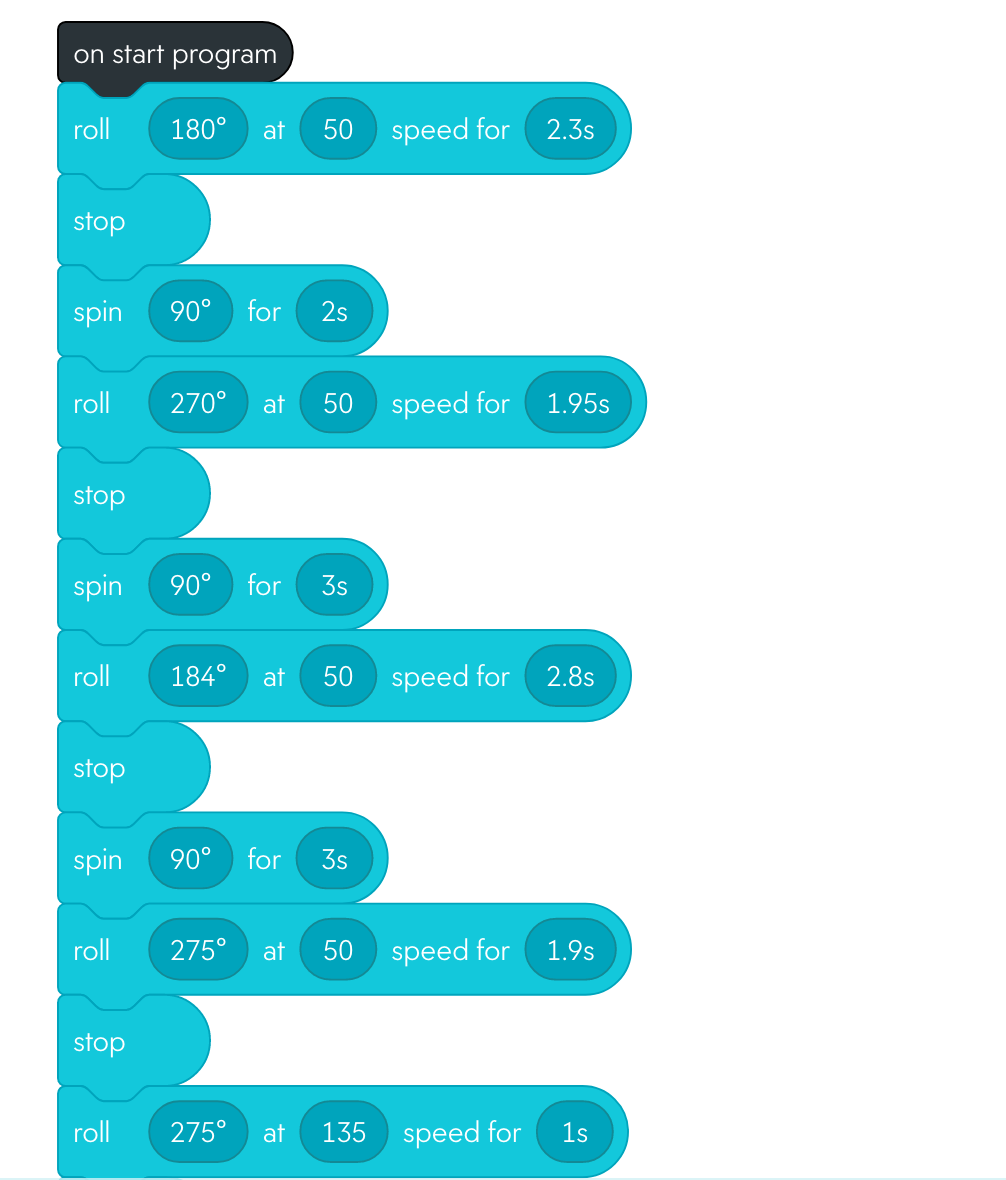 on start program
roll 180° at 50 speed for 2.3s
stop
spin 90° for 2s
roll 270° at 50 speed for 1.95s
stop
spin 90° for 3s
roll 184° at 50 speed for 2.8s
stop
spin 90° for 3s
roll 275° at 50 speed for 1.9s
stop
roll 275° at 135 speed for 1s